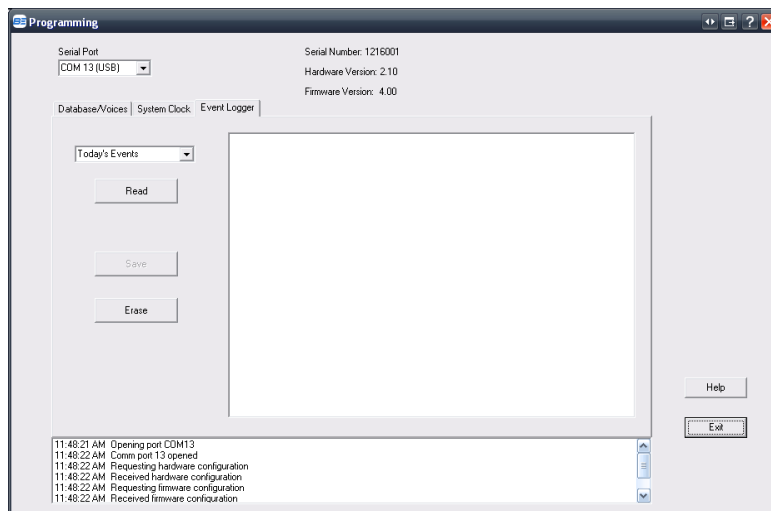 BE Programming
Serial Port
COM 13 (USB)
Serial Number: 1216001
Hardware Version: 2.10
Firmware Version: 4.00
Database/Voices
System Clock
Event Logger
Today's Events
Read
Save
Erase
Help
Exit
11:48:21 AM Opening port COM13
11:48:22 AM Comm port 13 opened
11:48:22 AM Requesting hardware configuration
11:48:22 AM Received hardware configuration
11:48:22 AM Requesting firmware configuration
11:48:22 AM Received firmware configuration